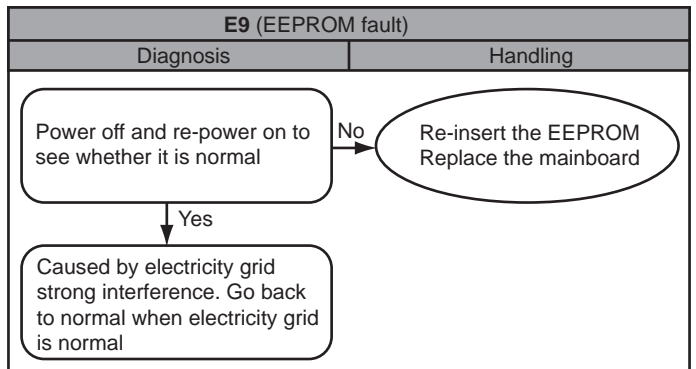 E9 (EEPROM fault)
Diagnosis
Handling
Power off and re-power on to
see whether it is normal
No
Re-insert the EEPROM
Replace the mainboard
Yes
Caused by electricity grid
strong interference. Go back
to normal when electricity grid
is normal